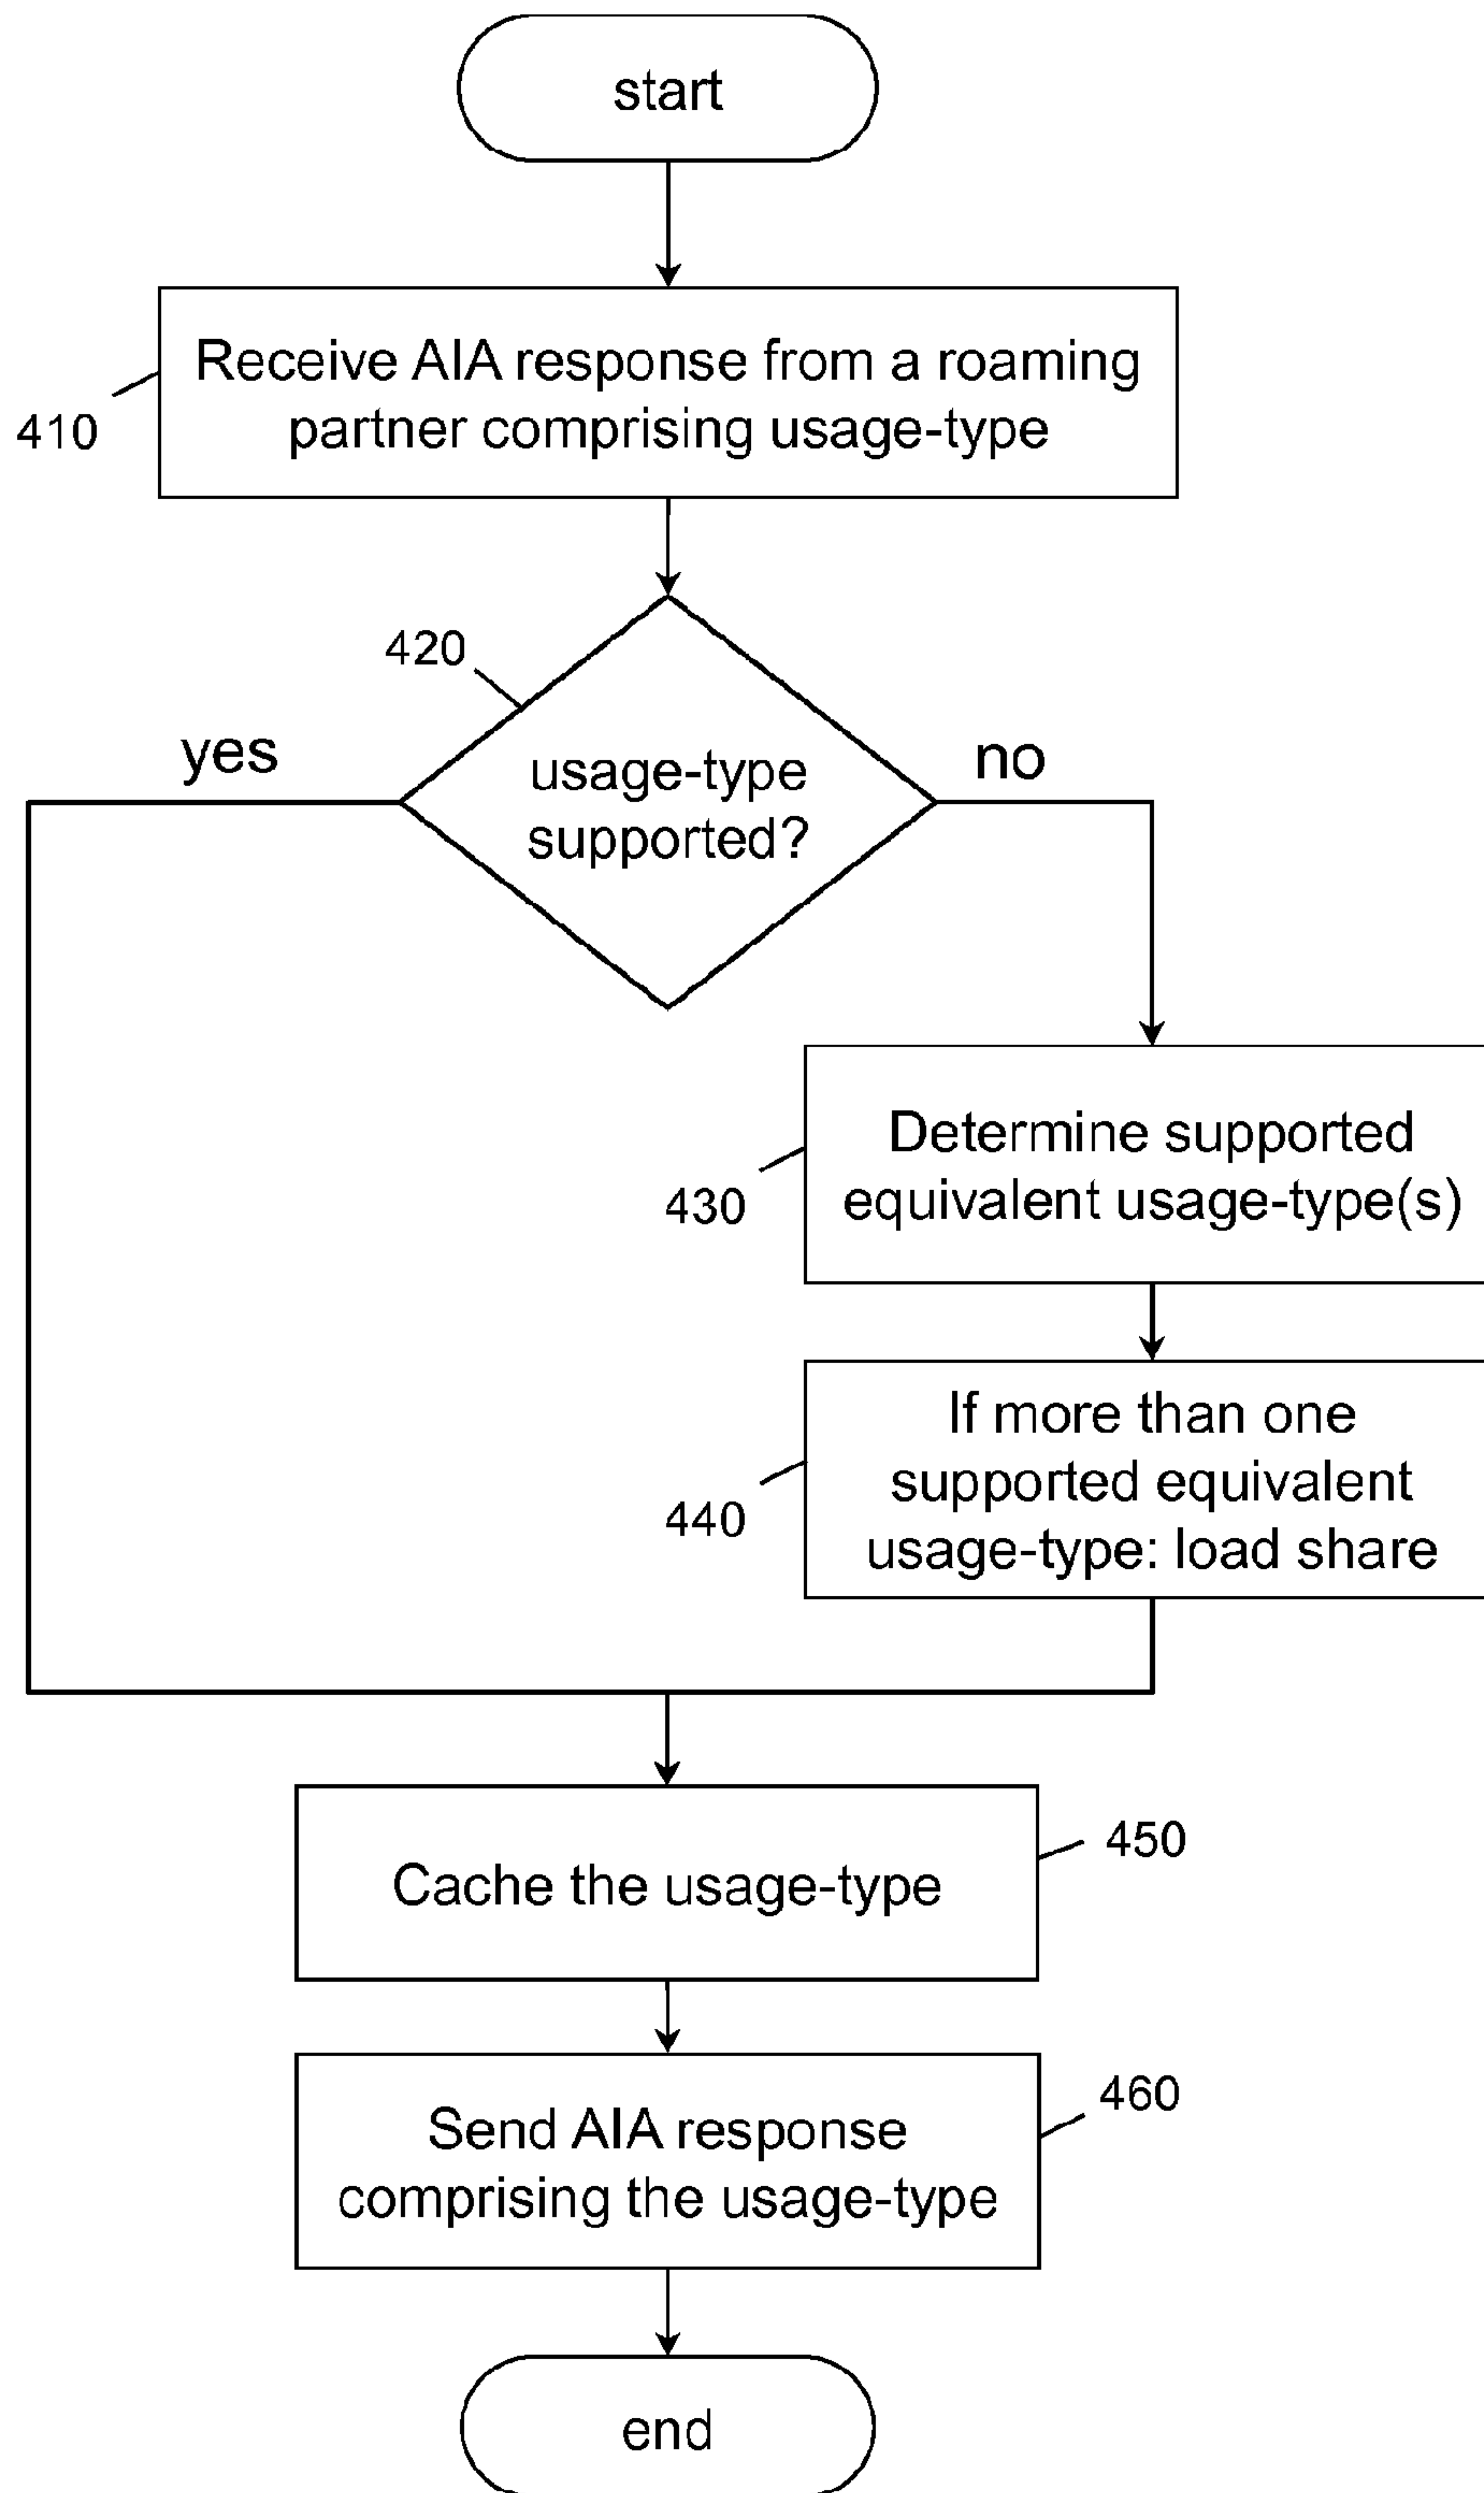 start
Receive AIA response from a roaming
partner comprising usage-type
410
420
yes
no
usage-type
supported?
Determine supported
equivalent usage-type(s)
430
If more than one
supported equivalent
usage-type: load share
440
Cache the usage-type
450
Send AIA response
comprising the usage-type
460
end